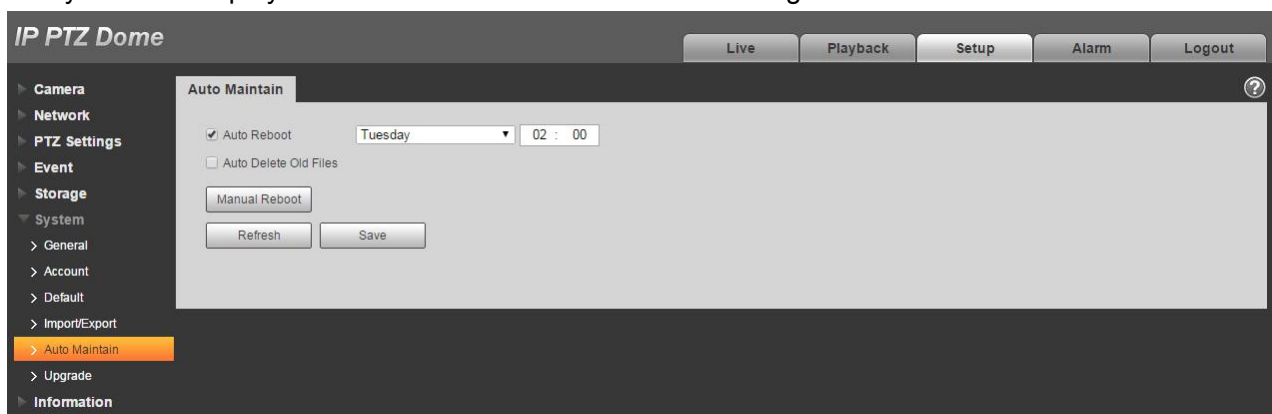 IP PTZ Dome
Live Playback Setup Alarm Logout
Camera
Network
PTZ Settings
Event
Storage
System
General
Account
Default
Import/Export
Auto Maintain
Upgrade
Information
Auto Maintain
Auto Reboot Tuesday 02 : 00
Auto Delete Old Files
Manual Reboot
Refresh Save